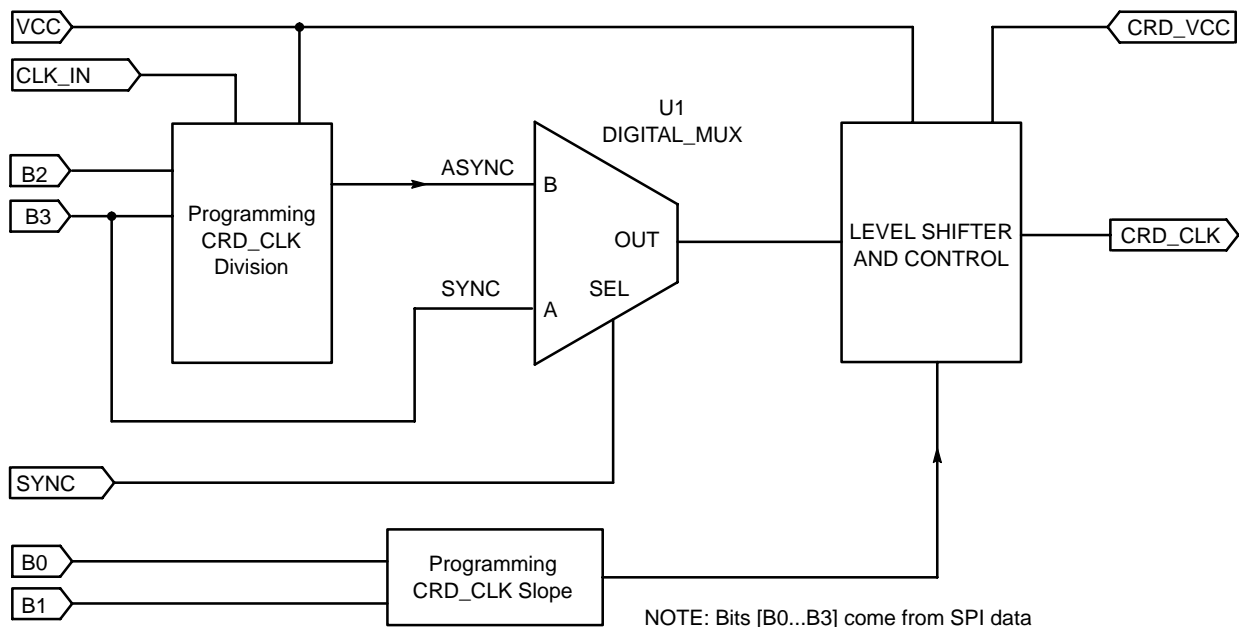 VCC
CRD_VCC
CLK_IN
U1
DIGITAL_MUX
B2
ASYNC
B
B3
Programming
CRD_CLK
Division
OUT
LEVEL SHIFTER
AND CONTROL
CRD_CLK
SYNC
SEL
A
SYNC
B0
Programming
CRD_CLK Slope
B1
NOTE: Bits [B0...B3] come from SPI data